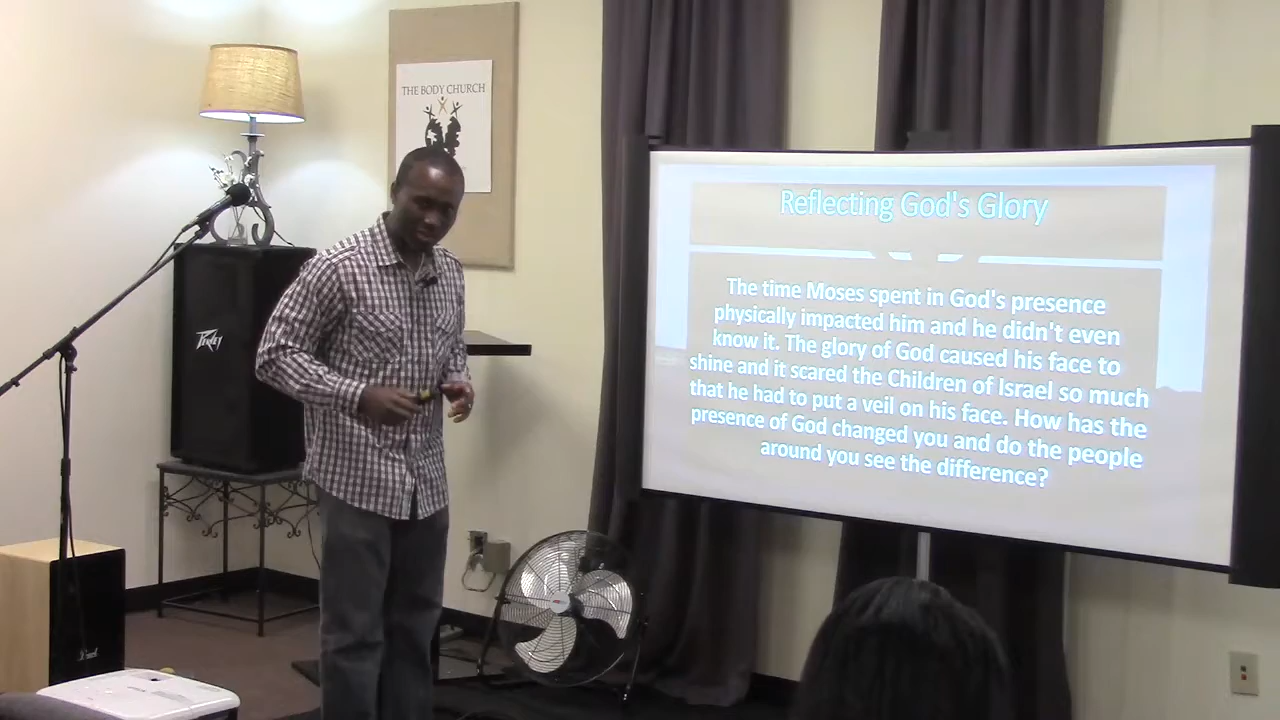 THE BODY CHURCH
Peavey
Reflecting God's Glory
The time Moses spent in God's presence
physically impacted him and he didn't even
know it. The glory of God caused his face to
shine and it scared the Children of Israel so much
that he had to put a veil on his face. How has the
presence of God changed you and do the people
around you see the difference?
Pearl